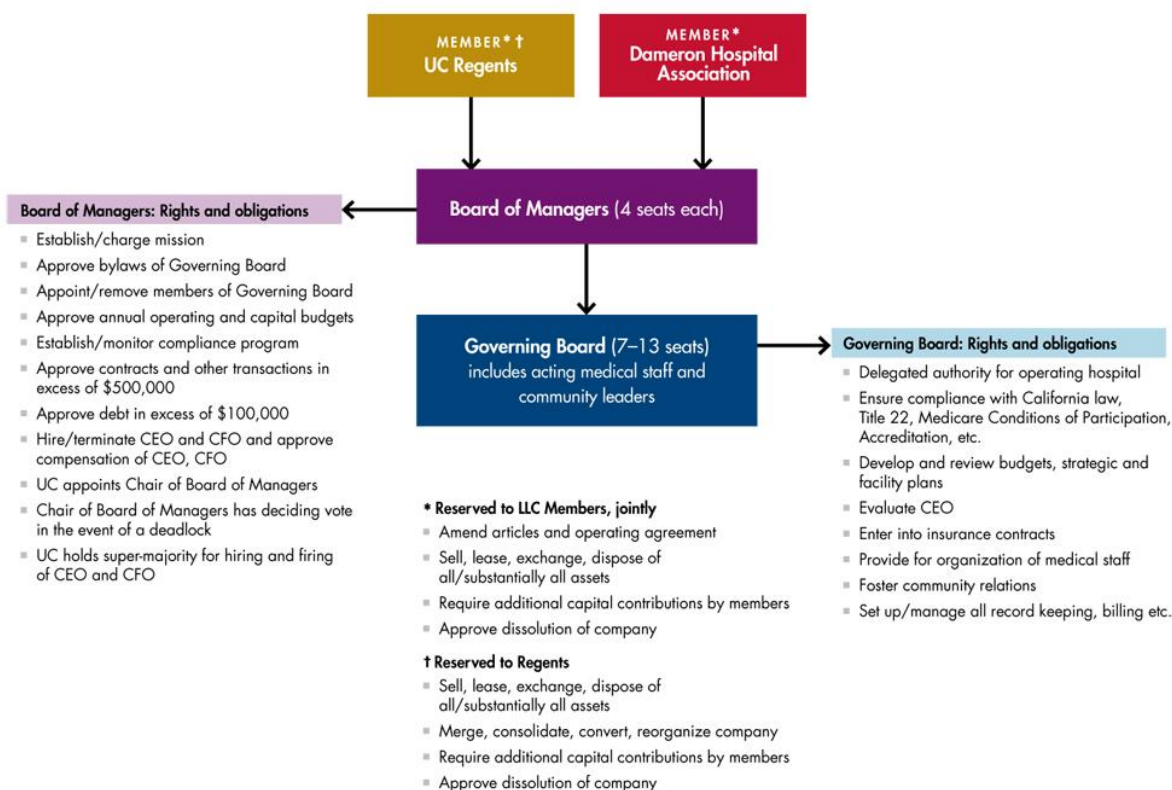 MEMBER* †
UC Regents
MEMBER*
Dameron Hospital
Association
Board of Managers (4 seats each)
Board of Managers: Rights and obligations
▪ Establish/charge mission
▪ Approve bylaws of Governing Board
▪ Appoint/remove members of Governing Board
▪ Approve annual operating and capital budgets
▪ Establish/monitor compliance program
▪ Approve contracts and other transactions in
excess of $500,000
▪ Approve debt in excess of $100,000
▪ Hire/terminate CEO and CFO and approve
compensation of CEO, CFO
▪ UC appoints Chair of Board of Managers
▪ Chair of Board of Managers has deciding vote
in the event of a deadlock
▪ UC holds super-majority for hiring and firing
of CEO and CFO
Governing Board (7–13 seats)
includes acting medical staff and
community leaders
Governing Board: Rights and obligations
▪ Delegated authority for operating hospital
▪ Ensure compliance with California law,
Title 22, Medicare Conditions of Participation,
Accreditation, etc.
▪ Develop and review budgets, strategic and
facility plans
▪ Evaluate CEO
▪ Enter into insurance contracts
▪ Provide for organization of medical staff
▪ Foster community relations
▪ Set up/manage all record keeping, billing etc.
* Reserved to LLC Members, jointly
▪ Amend articles and operating agreement
▪ Sell, lease, exchange, dispose of
all/substantially all assets
▪ Require additional capital contributions by members
▪ Approve dissolution of company
† Reserved to Regents
▪ Sell, lease, exchange, dispose of
all/substantially all assets
▪ Merge, consolidate, convert, reorganize company
▪ Require additional capital contributions by members
▪ Approve dissolution of company